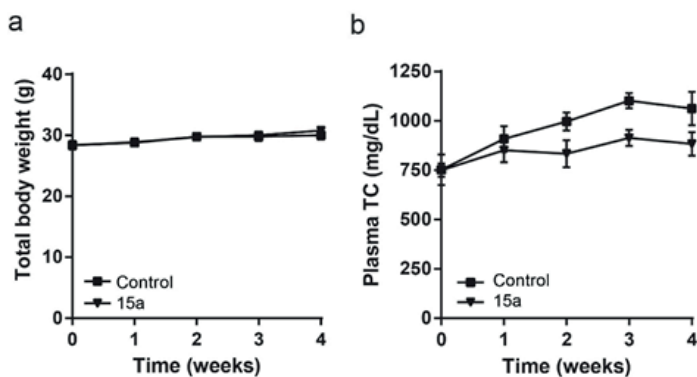 a
Total body weight (g)
40
30
20
10
0
Control
15a
0 1 2 3 4
Time (weeks)
b
Plasma TC (mg/dL)
1250
1000
750
500
250
0
Control
15a
0 1 2 3 4
Time (weeks)